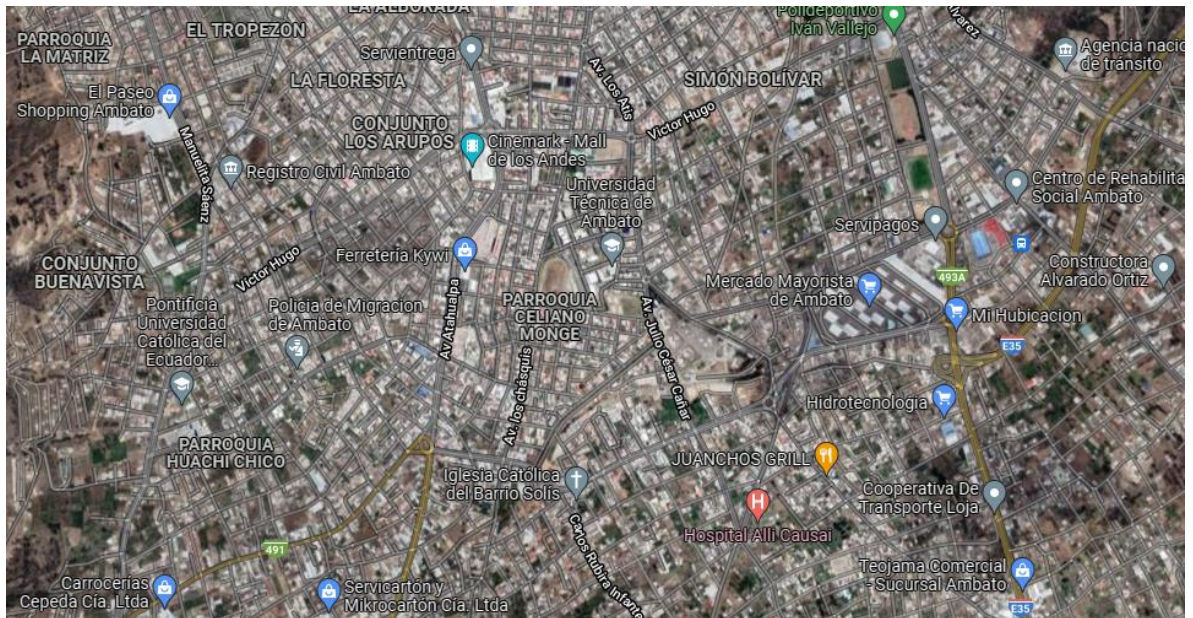 LA ALBORADA
Polideportivo
Iván Vallejo
PARROQUIA
LA MATRIZ
EL TROPEZON
Servientrega
Av. Los Atis
Agencia nacio
de tránsito
LA FLORESTA
SIMÓN BOLÍVAR
El Paseo
Shopping Ambato
CONJUNTO
LOS ARUPOS
Víctor Hugo
Cinemark - Mall
de los Andes
Manuelita Sáenz
Registro Civil Ambato
Universidad
Técnica de
Ambato
Centro de Rehabilita
Social Ambato
Servipagos
Ferretería Kywi
CONJUNTO
BUENAVISTA
Víctor Hugo
493A
Constructora
Alvarado Ortiz
Mercado Mayorista
de Ambato
Pontificia
Universidad
Católica del
Ecuador...
Policia de Migracion
de Ambato
Av Atahualpa
PARROQUIA
CELIANO
MONGE
Av. Julio César Cañar
Mi Hubicacion
E35
Av. los chásquis
Hidrotecnologia
PARROQUIA
HUACHI CHICO
Iglesia Católica
del Barrio Solís
JUANCHOS GRILL
Cooperativa De
Transporte Loja
H
Hospital Alli Causai
491
Carlos Rubira Infante
Carrocerias
Cepeda Cía. Ltda
Servicartón y
Mikrocartón Cia. Ltda
Teojama Comercial
- Sucursal Ambato
E35